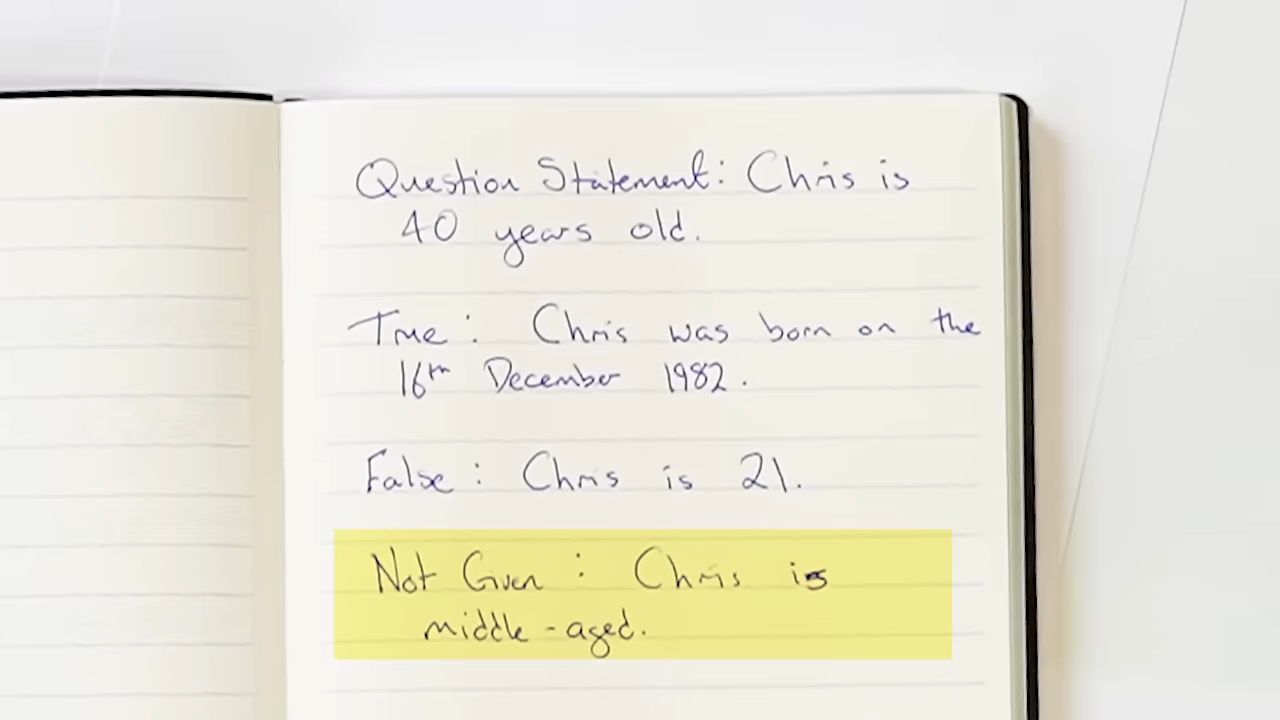 Question Statement: Chris is
40 years old.
True: Chris was born on the
16th December 1982.
False: Chris is 21.
Not Given: Chris is
middle-aged.